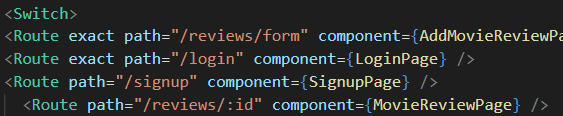 <Switch>
<Route exact path="/reviews/form" component={AddMovieReviewPa
<Route exact path="/login" component={LoginPage} />
<Route path="/signup" component={SignupPage} />
<Route path="/reviews/:id" component={MovieReviewPage} />